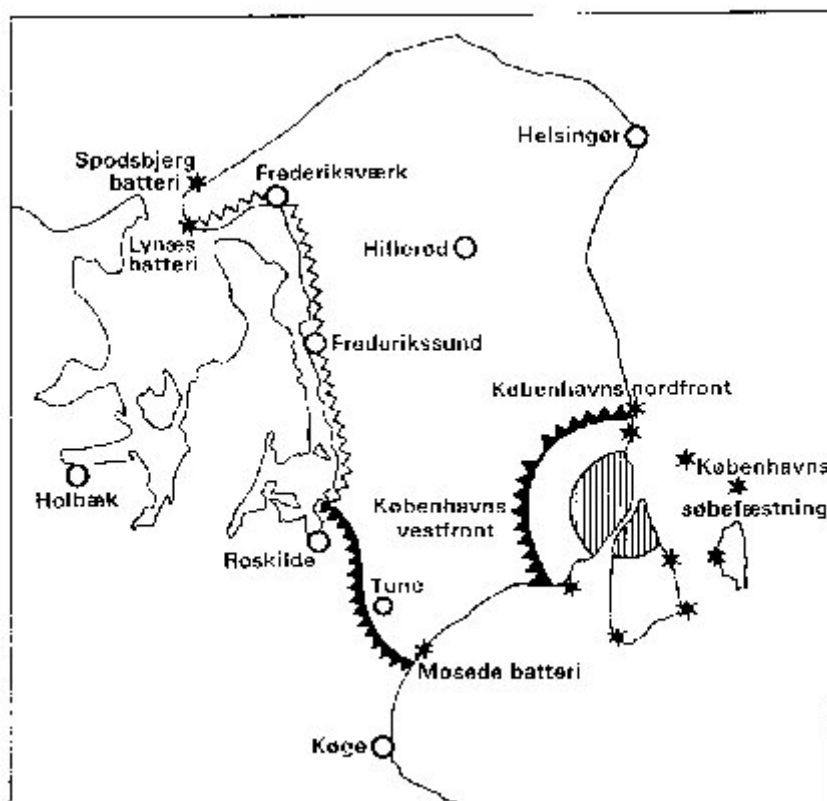 Helsingør
Spodsbjerg
batteri
Frederiksværk
Lynæs
batteri
Hillerød
Frederikssund
Københavns nordfront
Københavns
søbefæstning
Holbæk
Københavns
vestfront
Roskilde
Tune
Mosede batteri
Køge